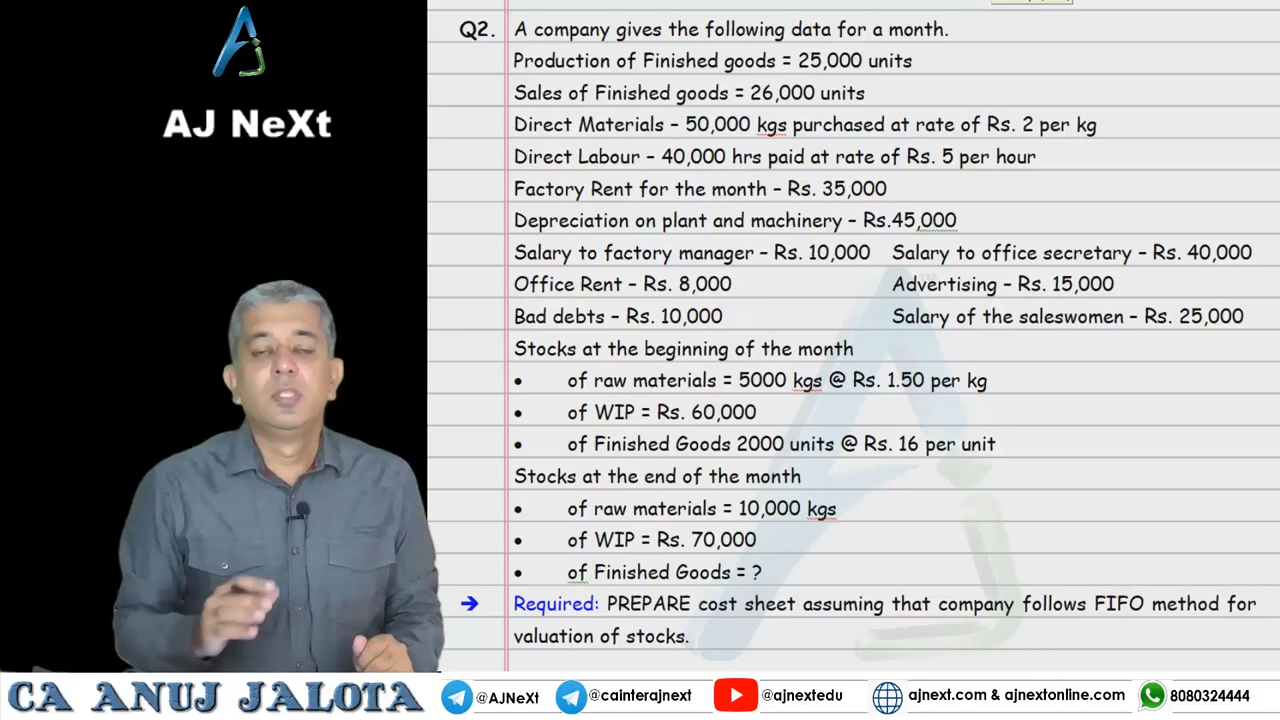 AJ NeXt
Q2. A company gives the following data for a month.
Production of Finished goods = 25,000 units
Sales of Finished goods = 26,000 units
Direct Materials – 50,000 kgs purchased at rate of Rs. 2 per kg
Direct Labour – 40,000 hrs paid at rate of Rs. 5 per hour
Factory Rent for the month – Rs. 35,000
Depreciation on plant and machinery – Rs.45,000
Salary to factory manager – Rs. 10,000 Salary to office secretary – Rs. 40,000
Office Rent – Rs. 8,000 Advertising – Rs. 15,000
Bad debts – Rs. 10,000 Salary of the saleswomen – Rs. 25,000
Stocks at the beginning of the month
• of raw materials = 5000 kgs @ Rs. 1.50 per kg
• of WIP = Rs. 60,000
• of Finished Goods 2000 units @ Rs. 16 per unit
Stocks at the end of the month
• of raw materials = 10,000 kgs
• of WIP = Rs. 70,000
• of Finished Goods = ?
➔ Required: PREPARE cost sheet assuming that company follows FIFO method for
valuation of stocks.
CA ANUJ JALOTA @AJNeXt @cainterajnext @ajnextedu ajnext.com & ajnextonline.com 8080324444